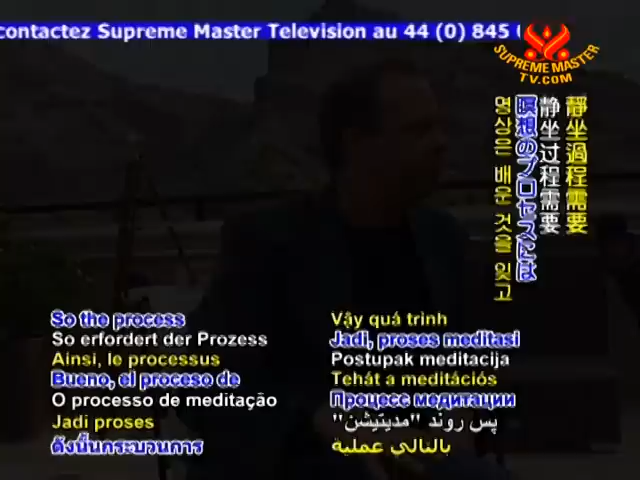 contactez Supreme Master Television au 44 (0) 845
SUPREME MASTER
TV.COM
靜坐過程需要
静坐过程需要
瞑想のプロセスには
명상은 배운 것을 잊고
So the process
So erfordert der Prozess
Ainsi, le processus
Bueno, el proceso de
O processo de meditação
Jadi proses
ดังนั้นกระบวนการ
Vậy quá trình
Jadi, proses meditasi
Postupak meditacija
Tehát a meditációs
Процесс медитации
پس روند "مدیتیشن"
بالتالي عملية